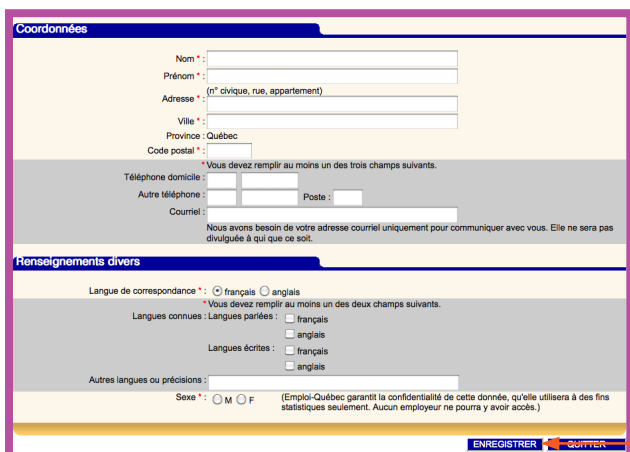 Coordonnées
Nom * :
Prénom * :
(n° civique, rue, appartement)
Adresse * :
Ville * :
Province : Québec
Code postal * :
* Vous devez remplir au moins un des trois champs suivants.
Téléphone domicile :
Autre téléphone : Poste :
Courriel :
Nous avons besoin de votre adresse courriel uniquement pour communiquer avec vous. Elle ne sera pas
divulguée à qui que ce soit.
Renseignements divers
Langue de correspondance * : français anglais
* Vous devez remplir au moins un des deux champs suivants.
Langues connues : Langues parlées : français
anglais
Langues écrites : français
anglais
Autres langues ou précisions :
Sexe * : M F (Emploi-Québec garantit la confidentialité de cette donnée, qu'elle utilisera à des fins
statistiques seulement. Aucun employeur ne pourra y avoir accès.)
ENREGISTRER QUITTER